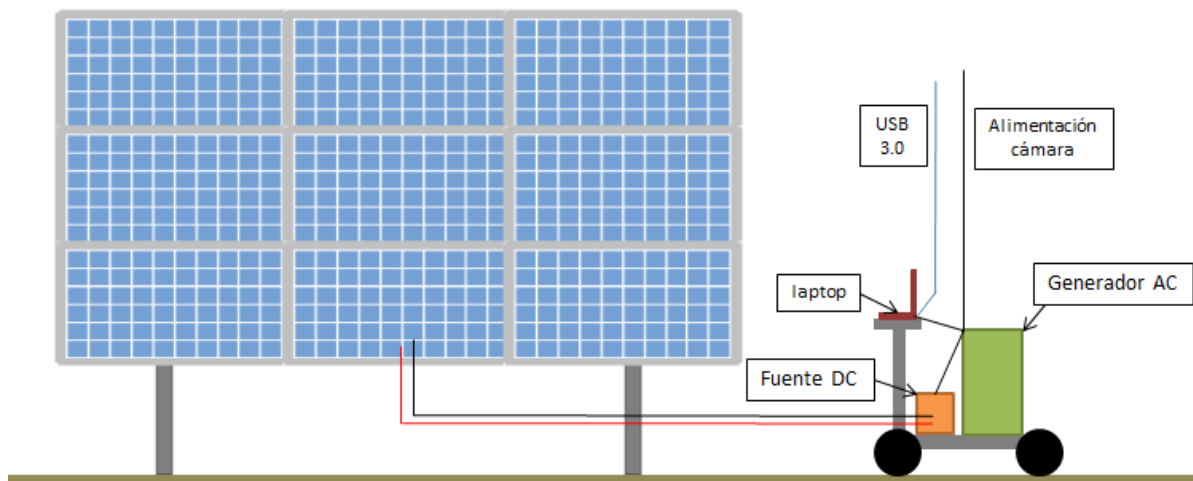 USB
3.0
Alimentación
cámara
laptop
Generador AC
Fuente DC